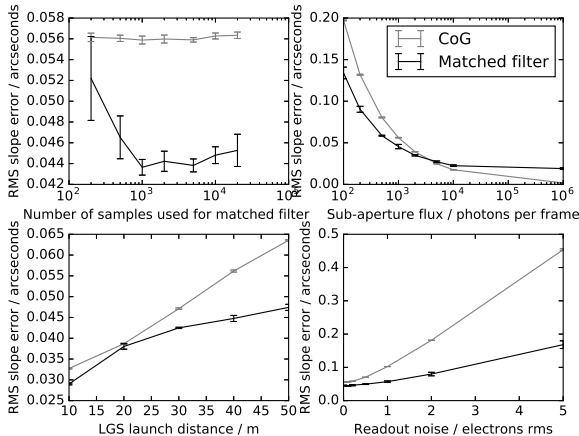 RMS slope error / arcseconds
0.058
0.056
0.054
0.052
0.050
0.048
0.046
0.044
0.042
10^2 10^3 10^4 10^5
Number of samples used for matched filter
RMS slope error / arcseconds
0.20
0.15
0.10
0.05
0.00
CoG
Matched filter
10^2 10^3 10^4 10^5 10^6
Sub-aperture flux / photons per frame
RMS slope error / arcseconds
0.065
0.060
0.055
0.050
0.045
0.040
0.035
0.030
0.025
10 15 20 25 30 35 40 45 50
LGS launch distance / m
RMS slope error / arcseconds
0.5
0.4
0.3
0.2
0.1
0.0
0 1 2 3 4 5
Readout noise / electrons rms